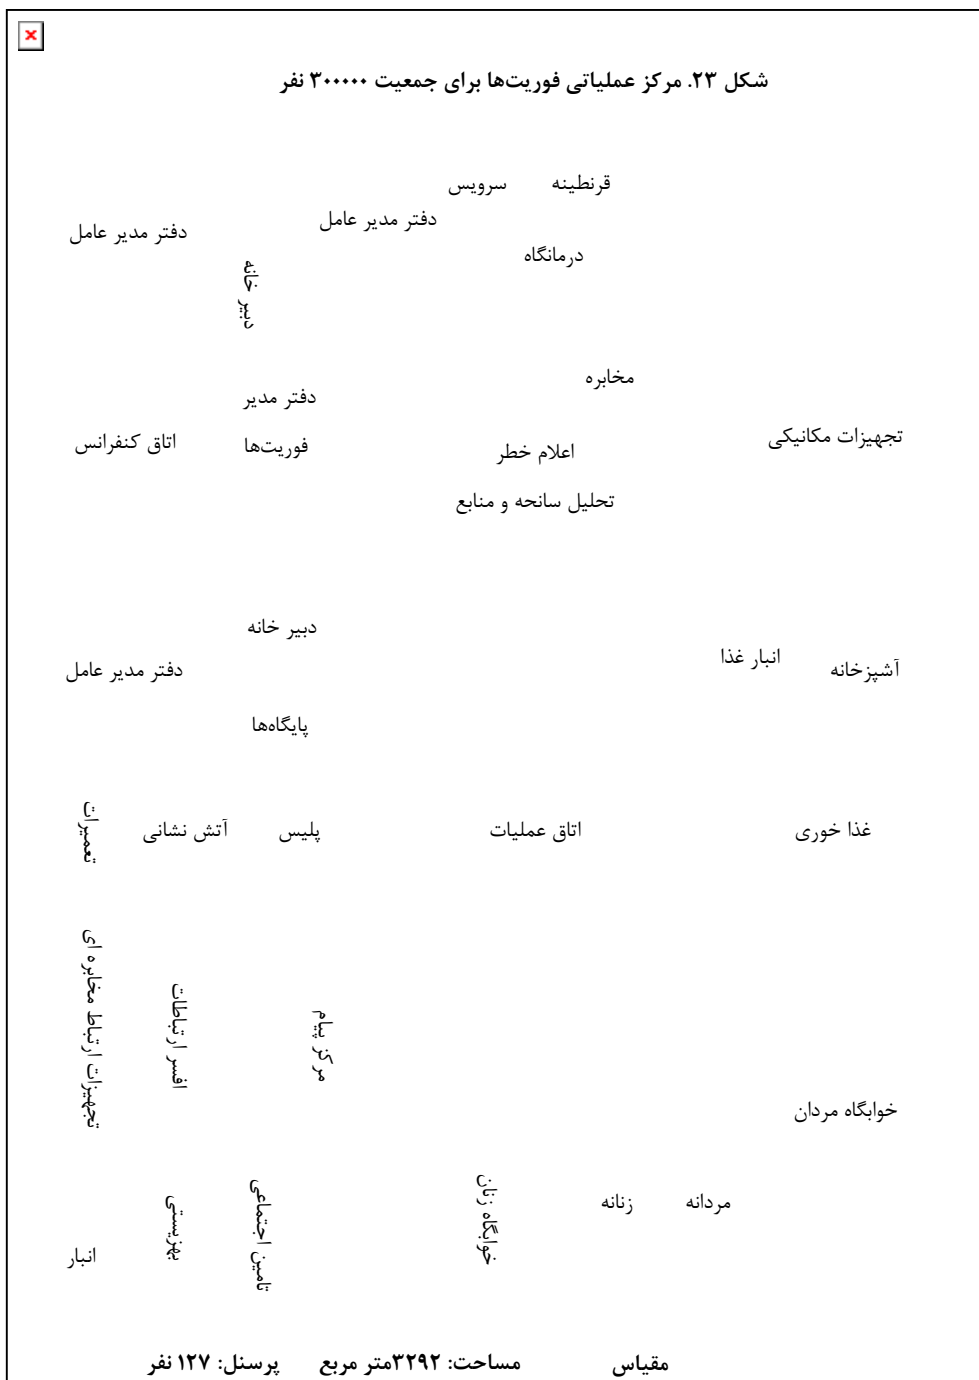 شکل ۲۳. مرکز عملیاتی فوریت‌ها برای جمعیت ۳۰۰۰۰۰ نفر
قرنطینه
سرویس
دفتر مدیر عامل
دفتر مدیر عامل
درمانگاه
دبیر خانه
مخابره
دفتر مدیر
تجهیزات مکانیکی
اعلام خطر
فوریت‌ها
اتاق کنفرانس
تحلیل سانحه و منابع
دبیر خانه
انبار غذا
آشپزخانه
دفتر مدیر عامل
پایگاه‌ها
غذا خوری
اتاق عملیات
پلیس
آتش نشانی
تعمیرات
تجهیزات ارتباط مخابره ای
افسر ارتباطات
مرکز پیام
خوابگاه مردان
مردانه
زنانه
خوابگاه زنان
تامین اجتماعی
بهزیستی
انبار
مقیاس
مساحت: ۳۲۹۲متر مربع
پرسنل: ۱۲۷ نفر